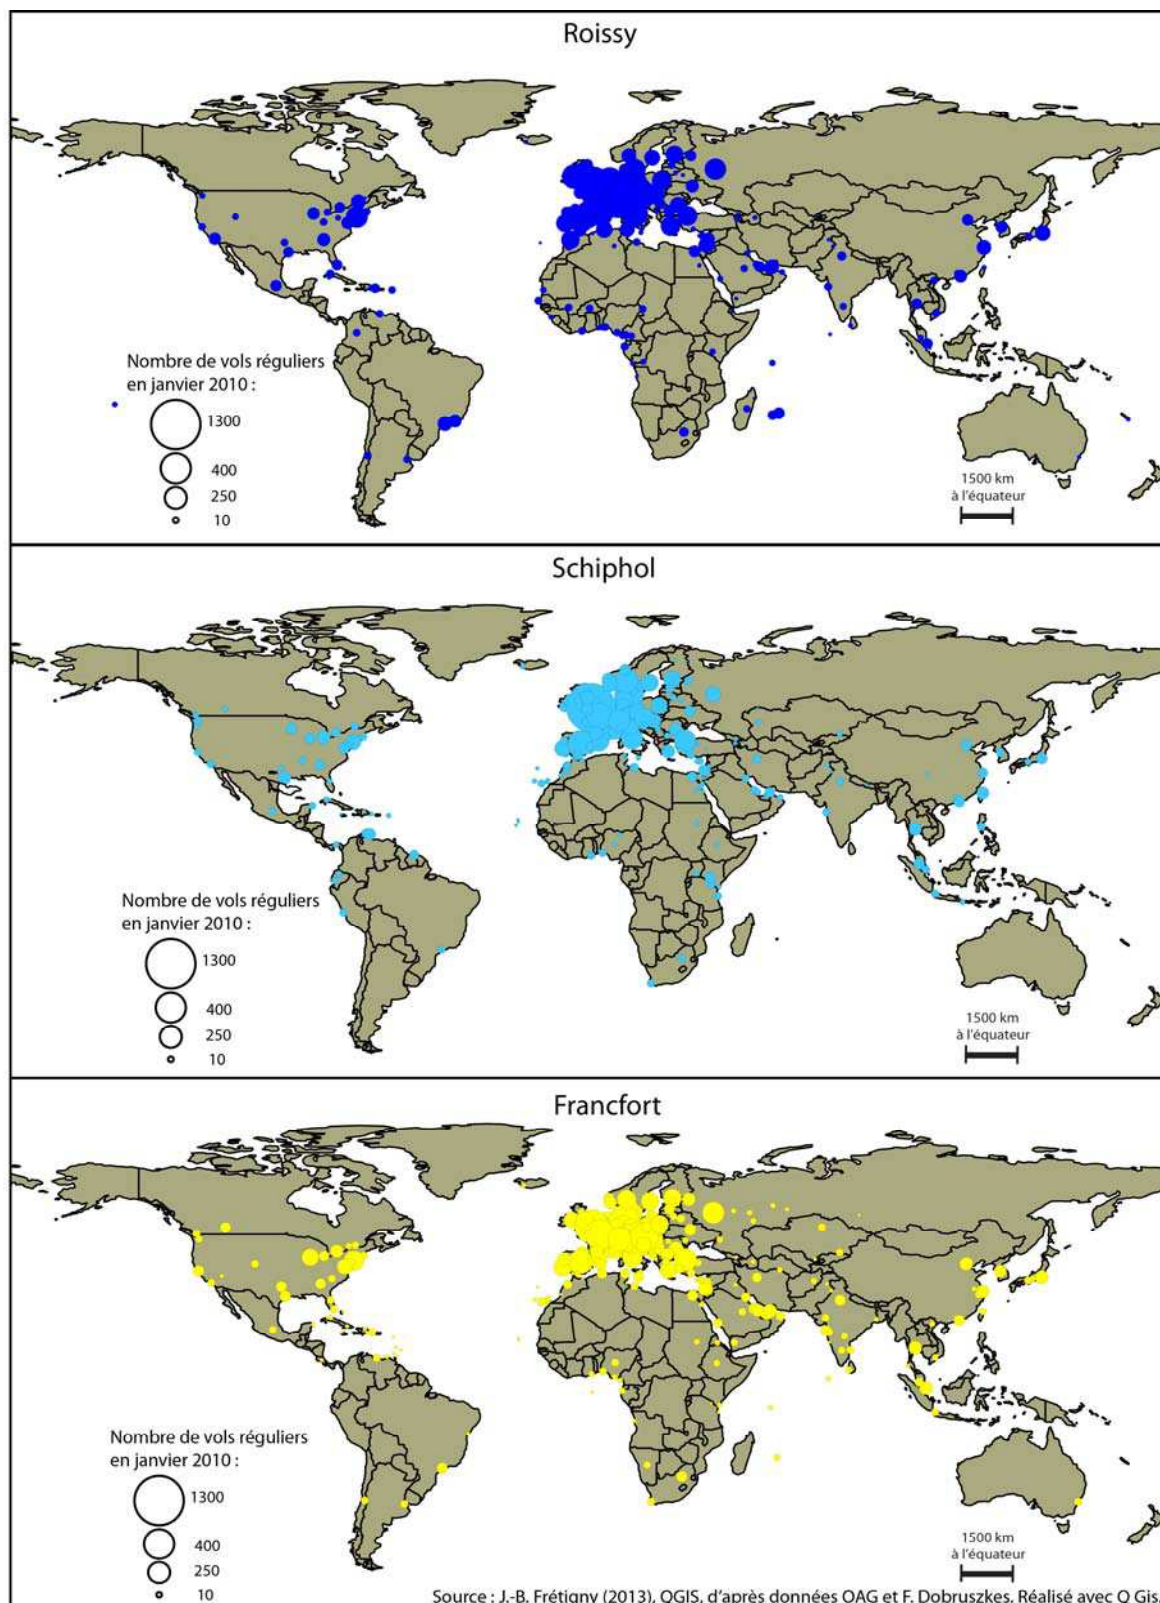 Roissy
Nombre de vols réguliers
en janvier 2010 :
1300
400
250
10
1500 km
à l'équateur
Schiphol
Nombre de vols réguliers
en janvier 2010 :
1300
400
250
10
1500 km
à l'équateur
Francfort
Nombre de vols réguliers
en janvier 2010 :
1300
400
250
10
1500 km
à l'équateur
Source : J.-B. Frétigny (2013), QGIS, d'après données OAG et F. Dobruszkes. Réalisé avec Q Gis.